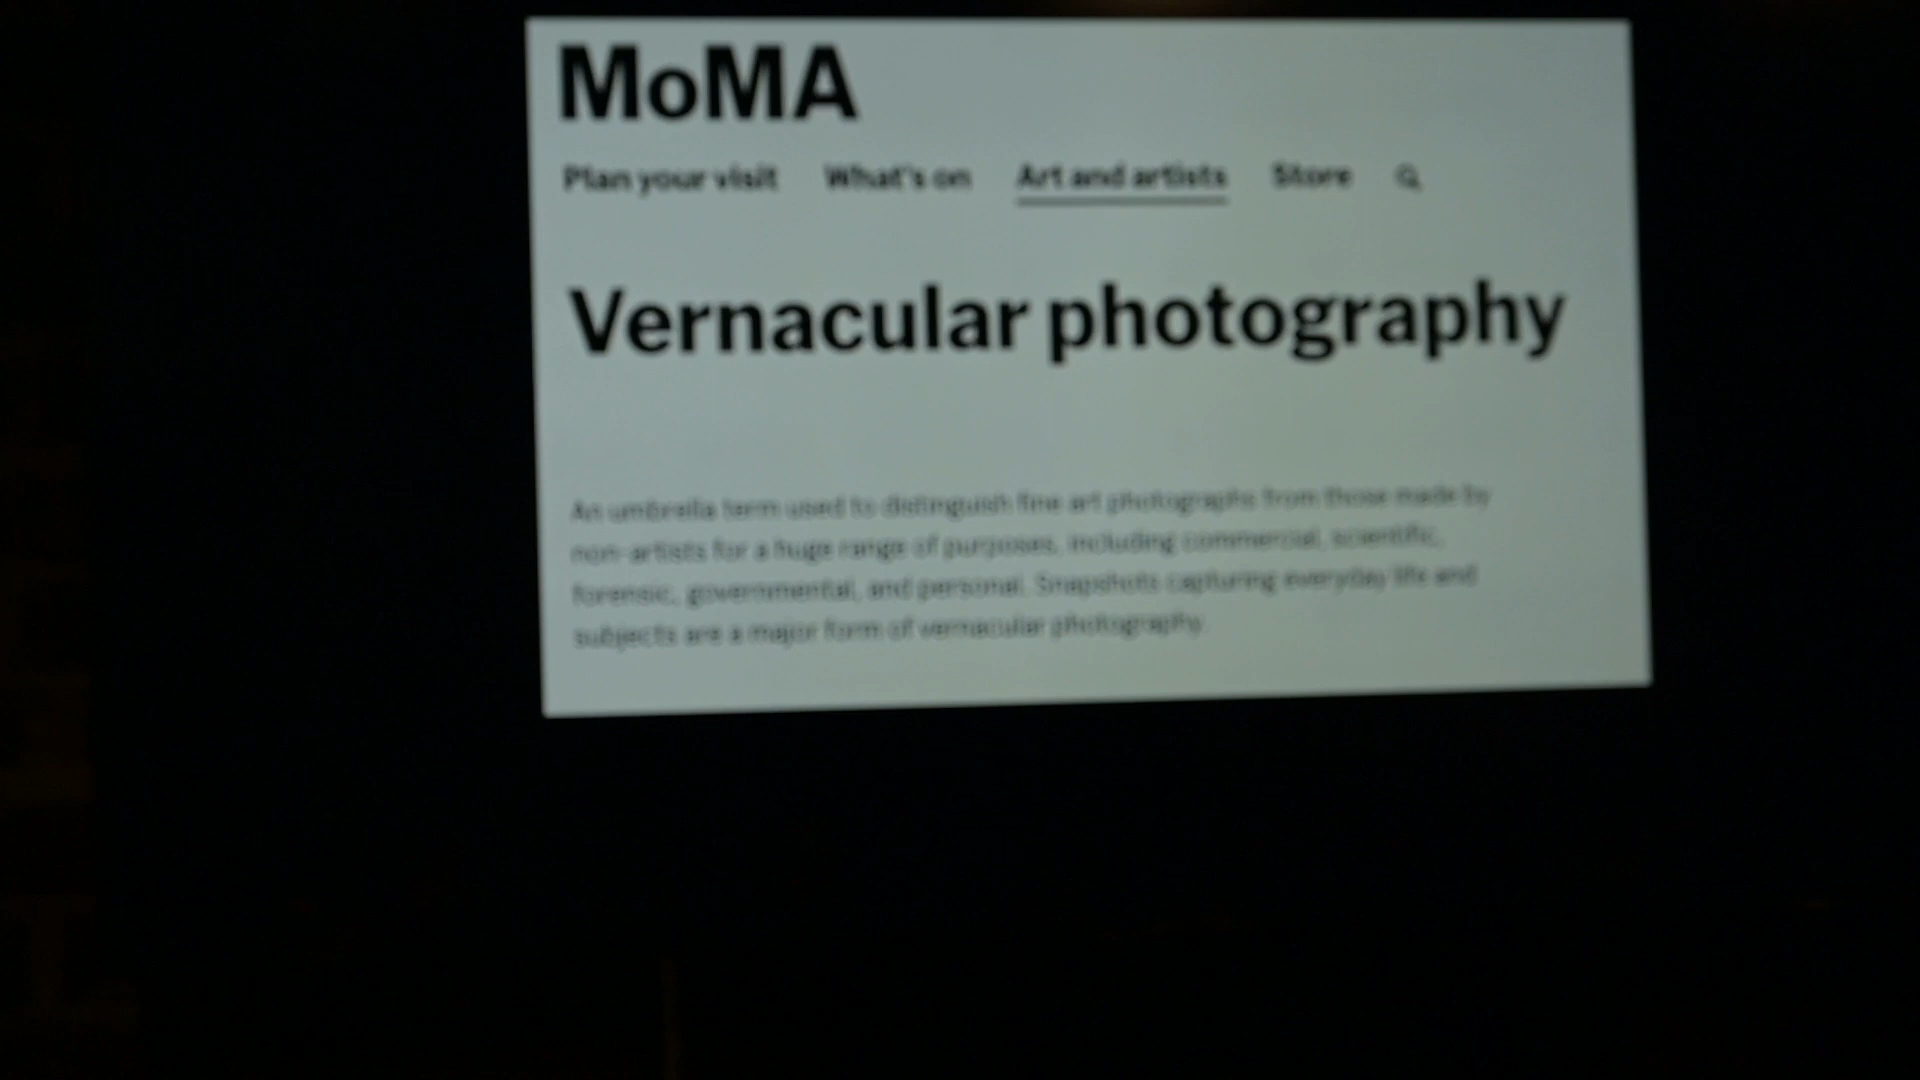 MoMA
Plan your visit What's on Art and artists Store
Vernacular photography
An umbrella term used to distinguish fine art photographs from those made by
non-artists for a huge range of purposes, including commercial, scientific,
forensic, governmental, and personal. Snapshots capturing everyday life and
subjects are a major form of vernacular photography.